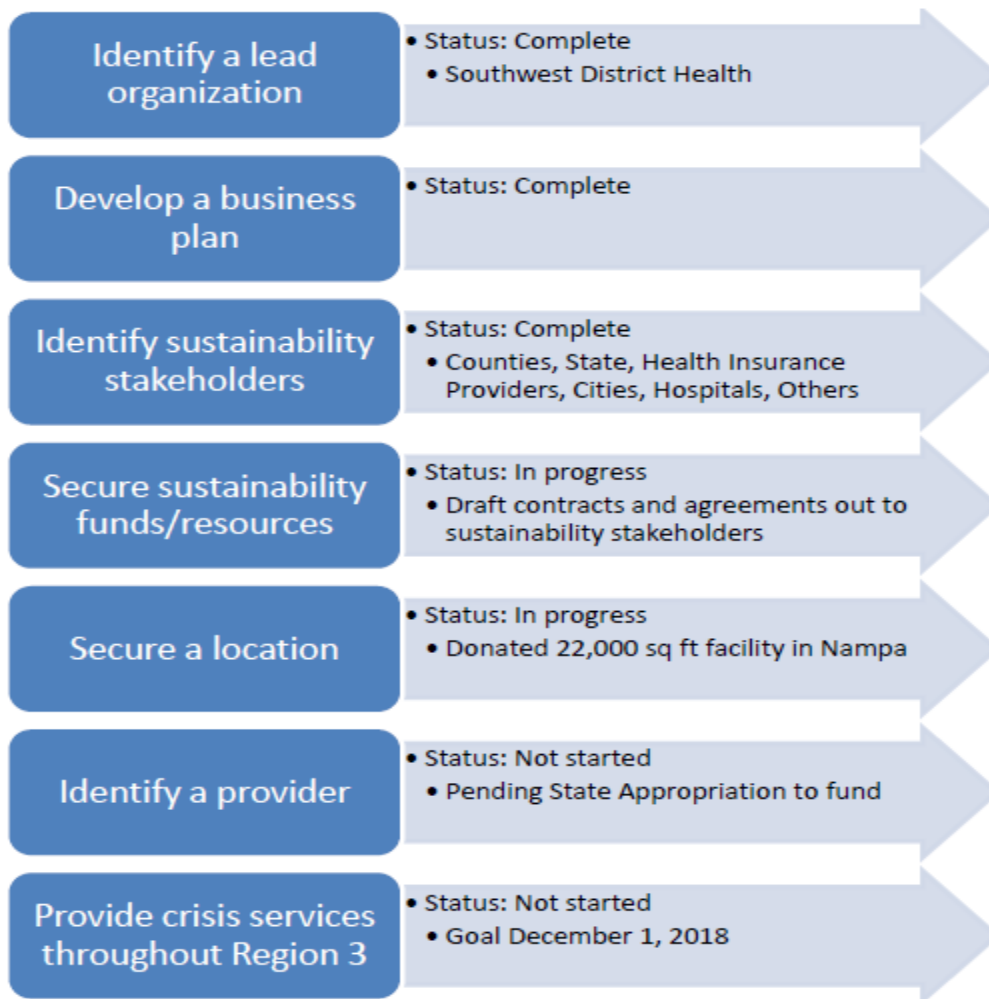 Identify a lead
organization
• Status: Complete
• Southwest District Health
Develop a business
plan
• Status: Complete
Identify sustainability
stakeholders
• Status: Complete
• Counties, State, Health Insurance
Providers, Cities, Hospitals, Others
Secure sustainability
funds/resources
• Status: In progress
• Draft contracts and agreements out to
sustainability stakeholders
Secure a location
• Status: In progress
• Donated 22,000 sq ft facility in Nampa
Identify a provider
• Status: Not started
• Pending State Appropriation to fund
Provide crisis services
throughout Region 3
• Status: Not started
• Goal December 1, 2018